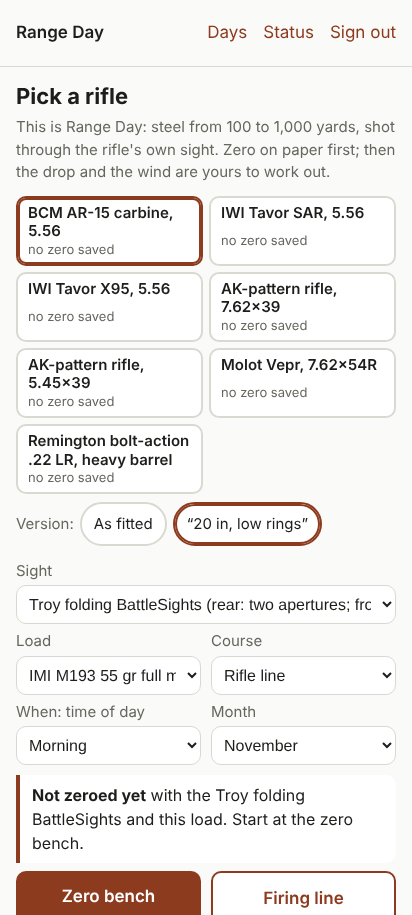 Range Day Days Status Sign out
Pick a rifle
This is Range Day: steel from 100 to 1,000 yards, shot
through the rifle's own sight. Zero on paper first; then
the drop and the wind are yours to work out.
BCM AR-15 carbine,
5.56
no zero saved
IWI Tavor SAR, 5.56
no zero saved
IWI Tavor X95, 5.56
no zero saved
AK-pattern rifle,
7.62×39
no zero saved
AK-pattern rifle,
5.45×39
no zero saved
Molot Vepr, 7.62×54R
no zero saved
Remington bolt-action
.22 LR, heavy barrel
no zero saved
Version: As fitted “20 in, low rings”
Sight
Troy folding BattleSights (rear: two apertures; frc
Load Course
IMI M193 55 gr full m Rifle line
When: time of day Month
Morning November
Not zeroed yet with the Troy folding
BattleSights and this load. Start at the zero
bench.
Zero bench Firing line